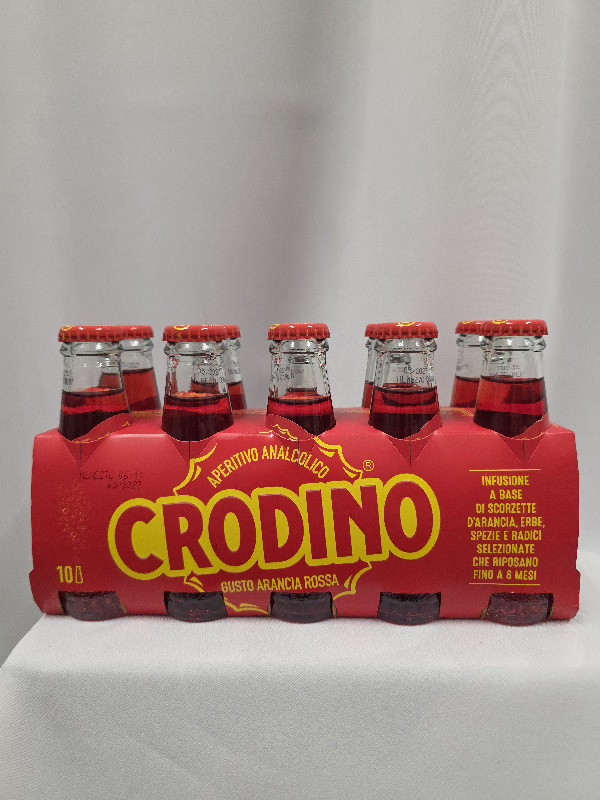 APERITIVO ANALCOLICO
®
CRODINO
GUSTO ARANCIA ROSSA
10
INFUSIONE
A BASE
DI SCORZETTE
D'ARANCIA, ERBE,
SPEZIE E RADICI
SELEZIONATE
CHE RIPOSANO
FINO A 6 MESI